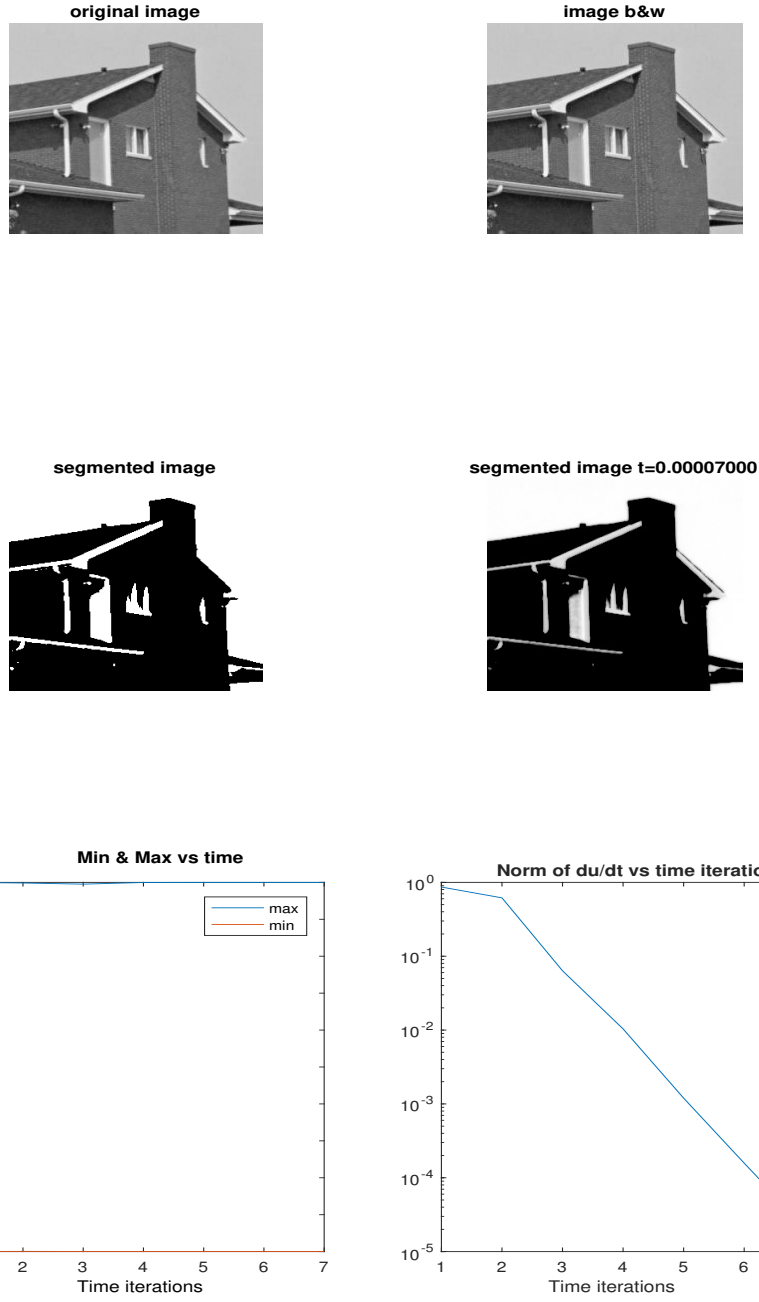 original image
image b&w
segmented image
segmented image t=0.00007000
Min & Max vs time
max
min
2 3 4 5 6 7
Time iterations
Norm of du/dt vs time iteratio
10^0
10^-1
10^-2
10^-3
10^-4
10^-5
1 2 3 4 5 6
Time iterations